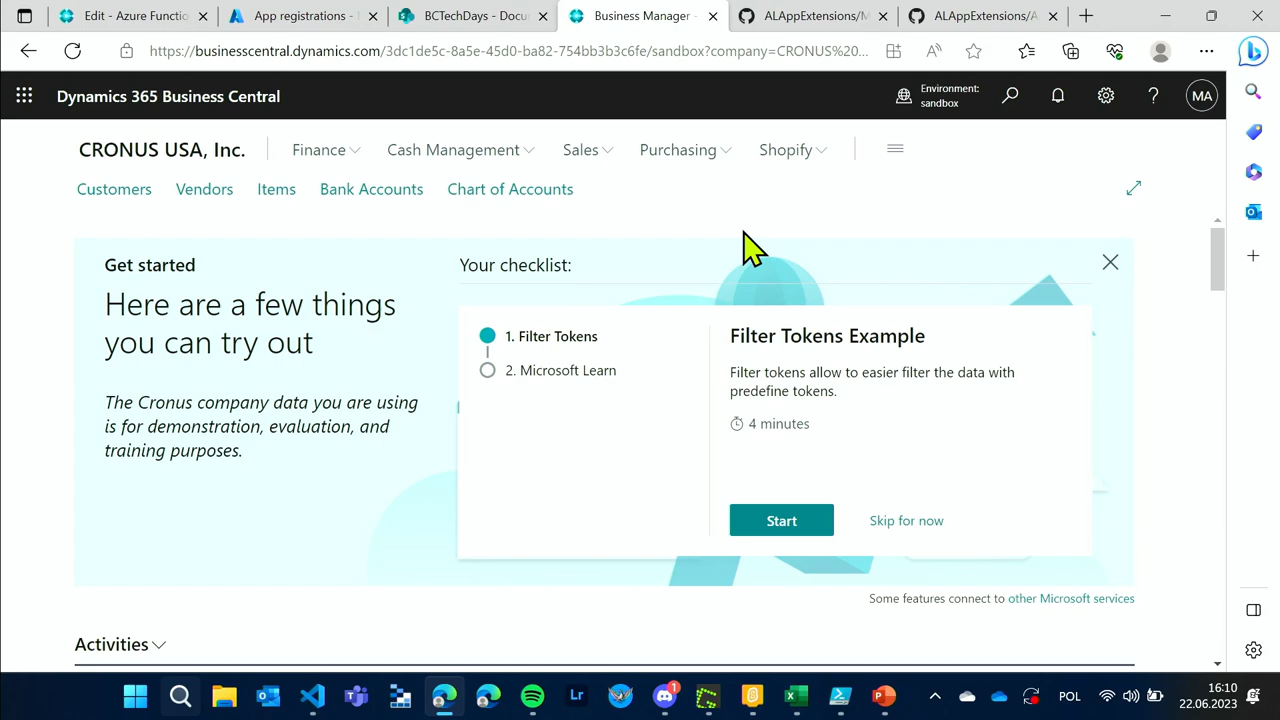 Edit - Azure Functio
App registrations -
BCTechDays - Docum
Business Manager -
ALAppExtensions/M
ALAppExtensions/A
https://businesscentral.dynamics.com/3dc1de5c-8a5e-45d0-ba82-754bb3b3c6fe/sandbox?company=CRONUS%20...
Dynamics 365 Business Central
Environment:
sandbox
MA
CRONUS USA, Inc.
Finance
Cash Management
Sales
Purchasing
Shopify
Customers
Vendors
Items
Bank Accounts
Chart of Accounts
Get started
Here are a few things
you can try out
The Cronus company data you are using
is for demonstration, evaluation, and
training purposes.
Your checklist:
1. Filter Tokens
2. Microsoft Learn
Filter Tokens Example
Filter tokens allow to easier filter the data with
predefine tokens.
4 minutes
Start
Skip for now
Some features connect to other Microsoft services
Activities
Lr
1
POL
16:10
22.06.2023